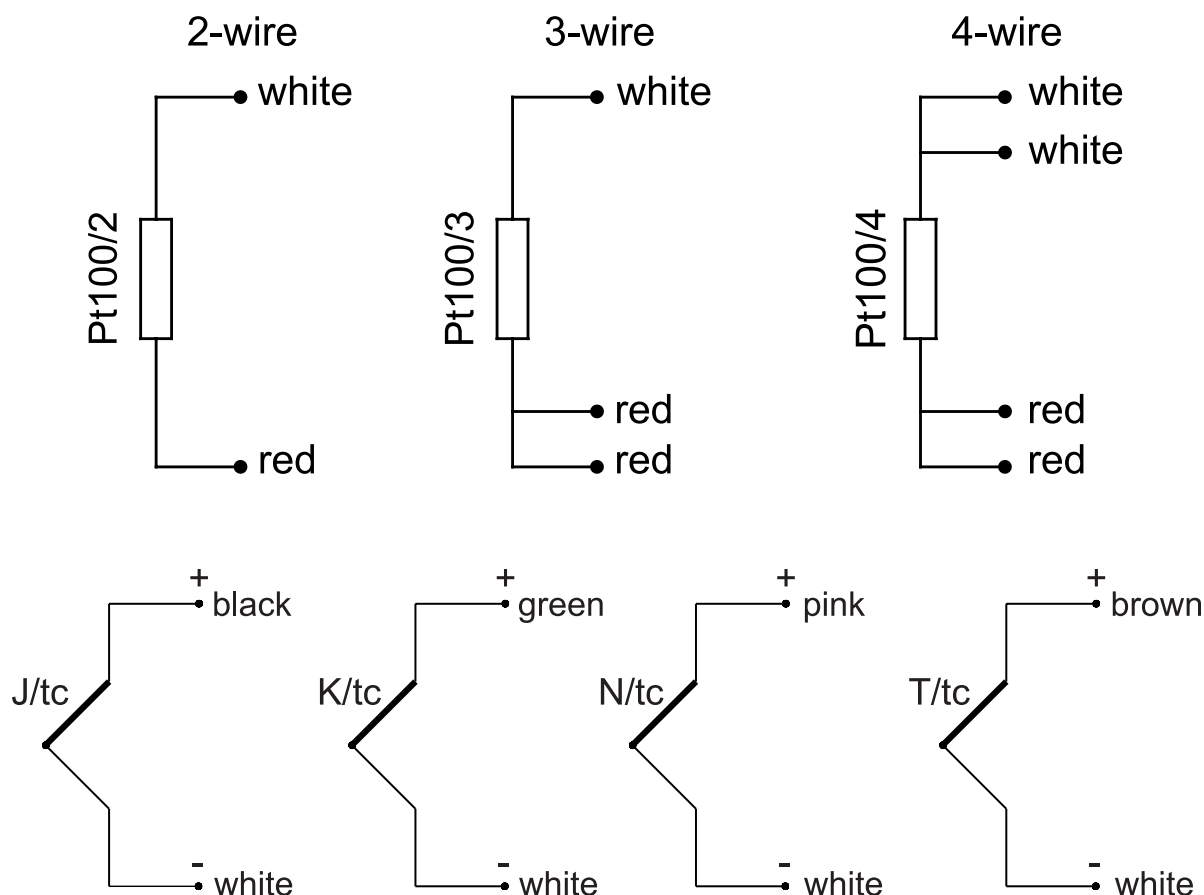 2-wire 3-wire 4-wire
white white white
white
Pt100/2 Pt100/3 Pt100/4
red red
red red red
+ + + +
black green pink brown
J/tc K/tc N/tc T/tc
- - - -
white white white white